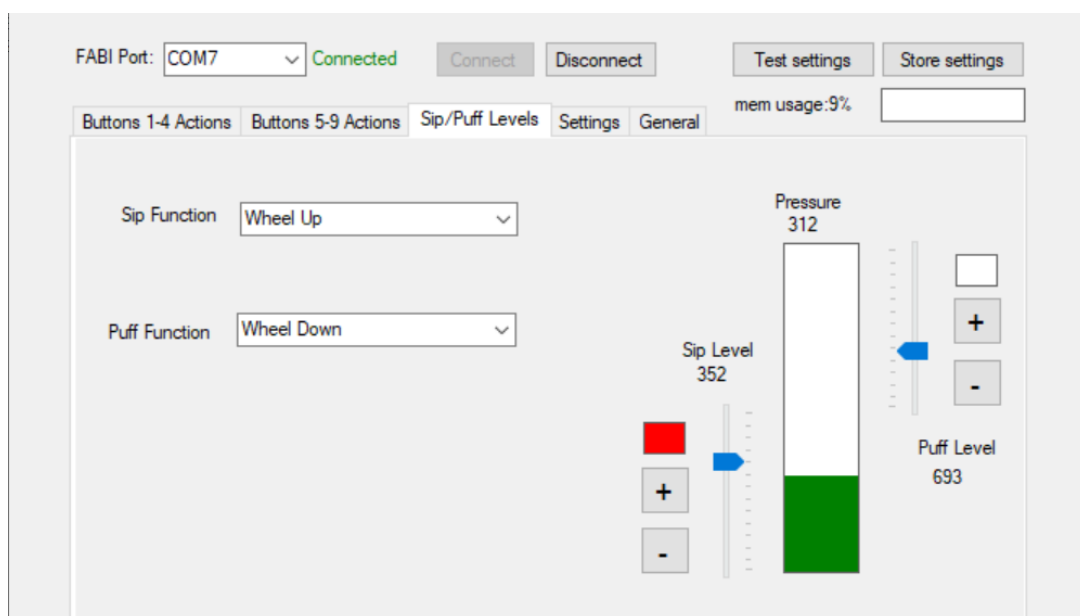 FABI Port: COM7 Connected Connect Disconnect Test settings Store settings
mem usage:9%
Buttons 1-4 Actions Buttons 5-9 Actions Sip/Puff Levels Settings General
Sip Function Wheel Up
Pressure
312
Puff Function Wheel Down
+
-
Sip Level
352
+
-
Puff Level
693